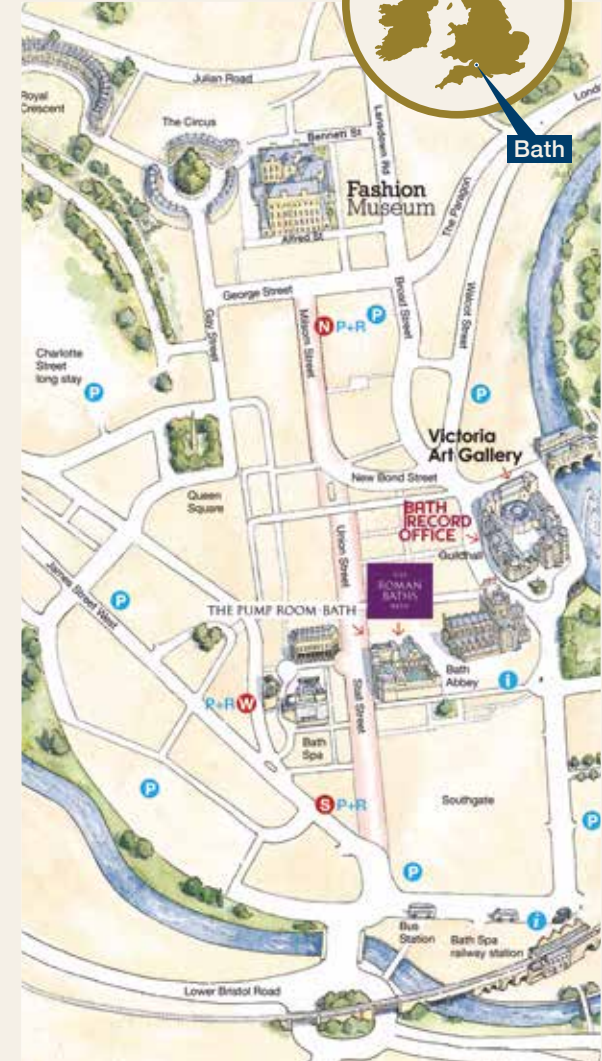 Bath
Julian Road
Royal
Crescent
The Circus
Bennett St
Lansdown Rd
Fashion
Museum
Alfred St
The Paragon
George Street
Gay Street
Milsom Street
Broad Street
Walcot Street
N P+R P
Charlotte
Street
long stay
P
P
Victoria
Art Gallery
New Bond Street
Queen
Square
BATH
RECORD
OFFICE
Guildhall
Union Street
James Street West
P
THE
ROMAN
BATHS
BATH
THE PUMP ROOM·BATH
Bath
Abbey
i
P+R W
Stall Street
Bath
Spa
P
S P+R
Southgate
P
P
Bus
Station
Bath Spa
railway station
i
Lower Bristol Road